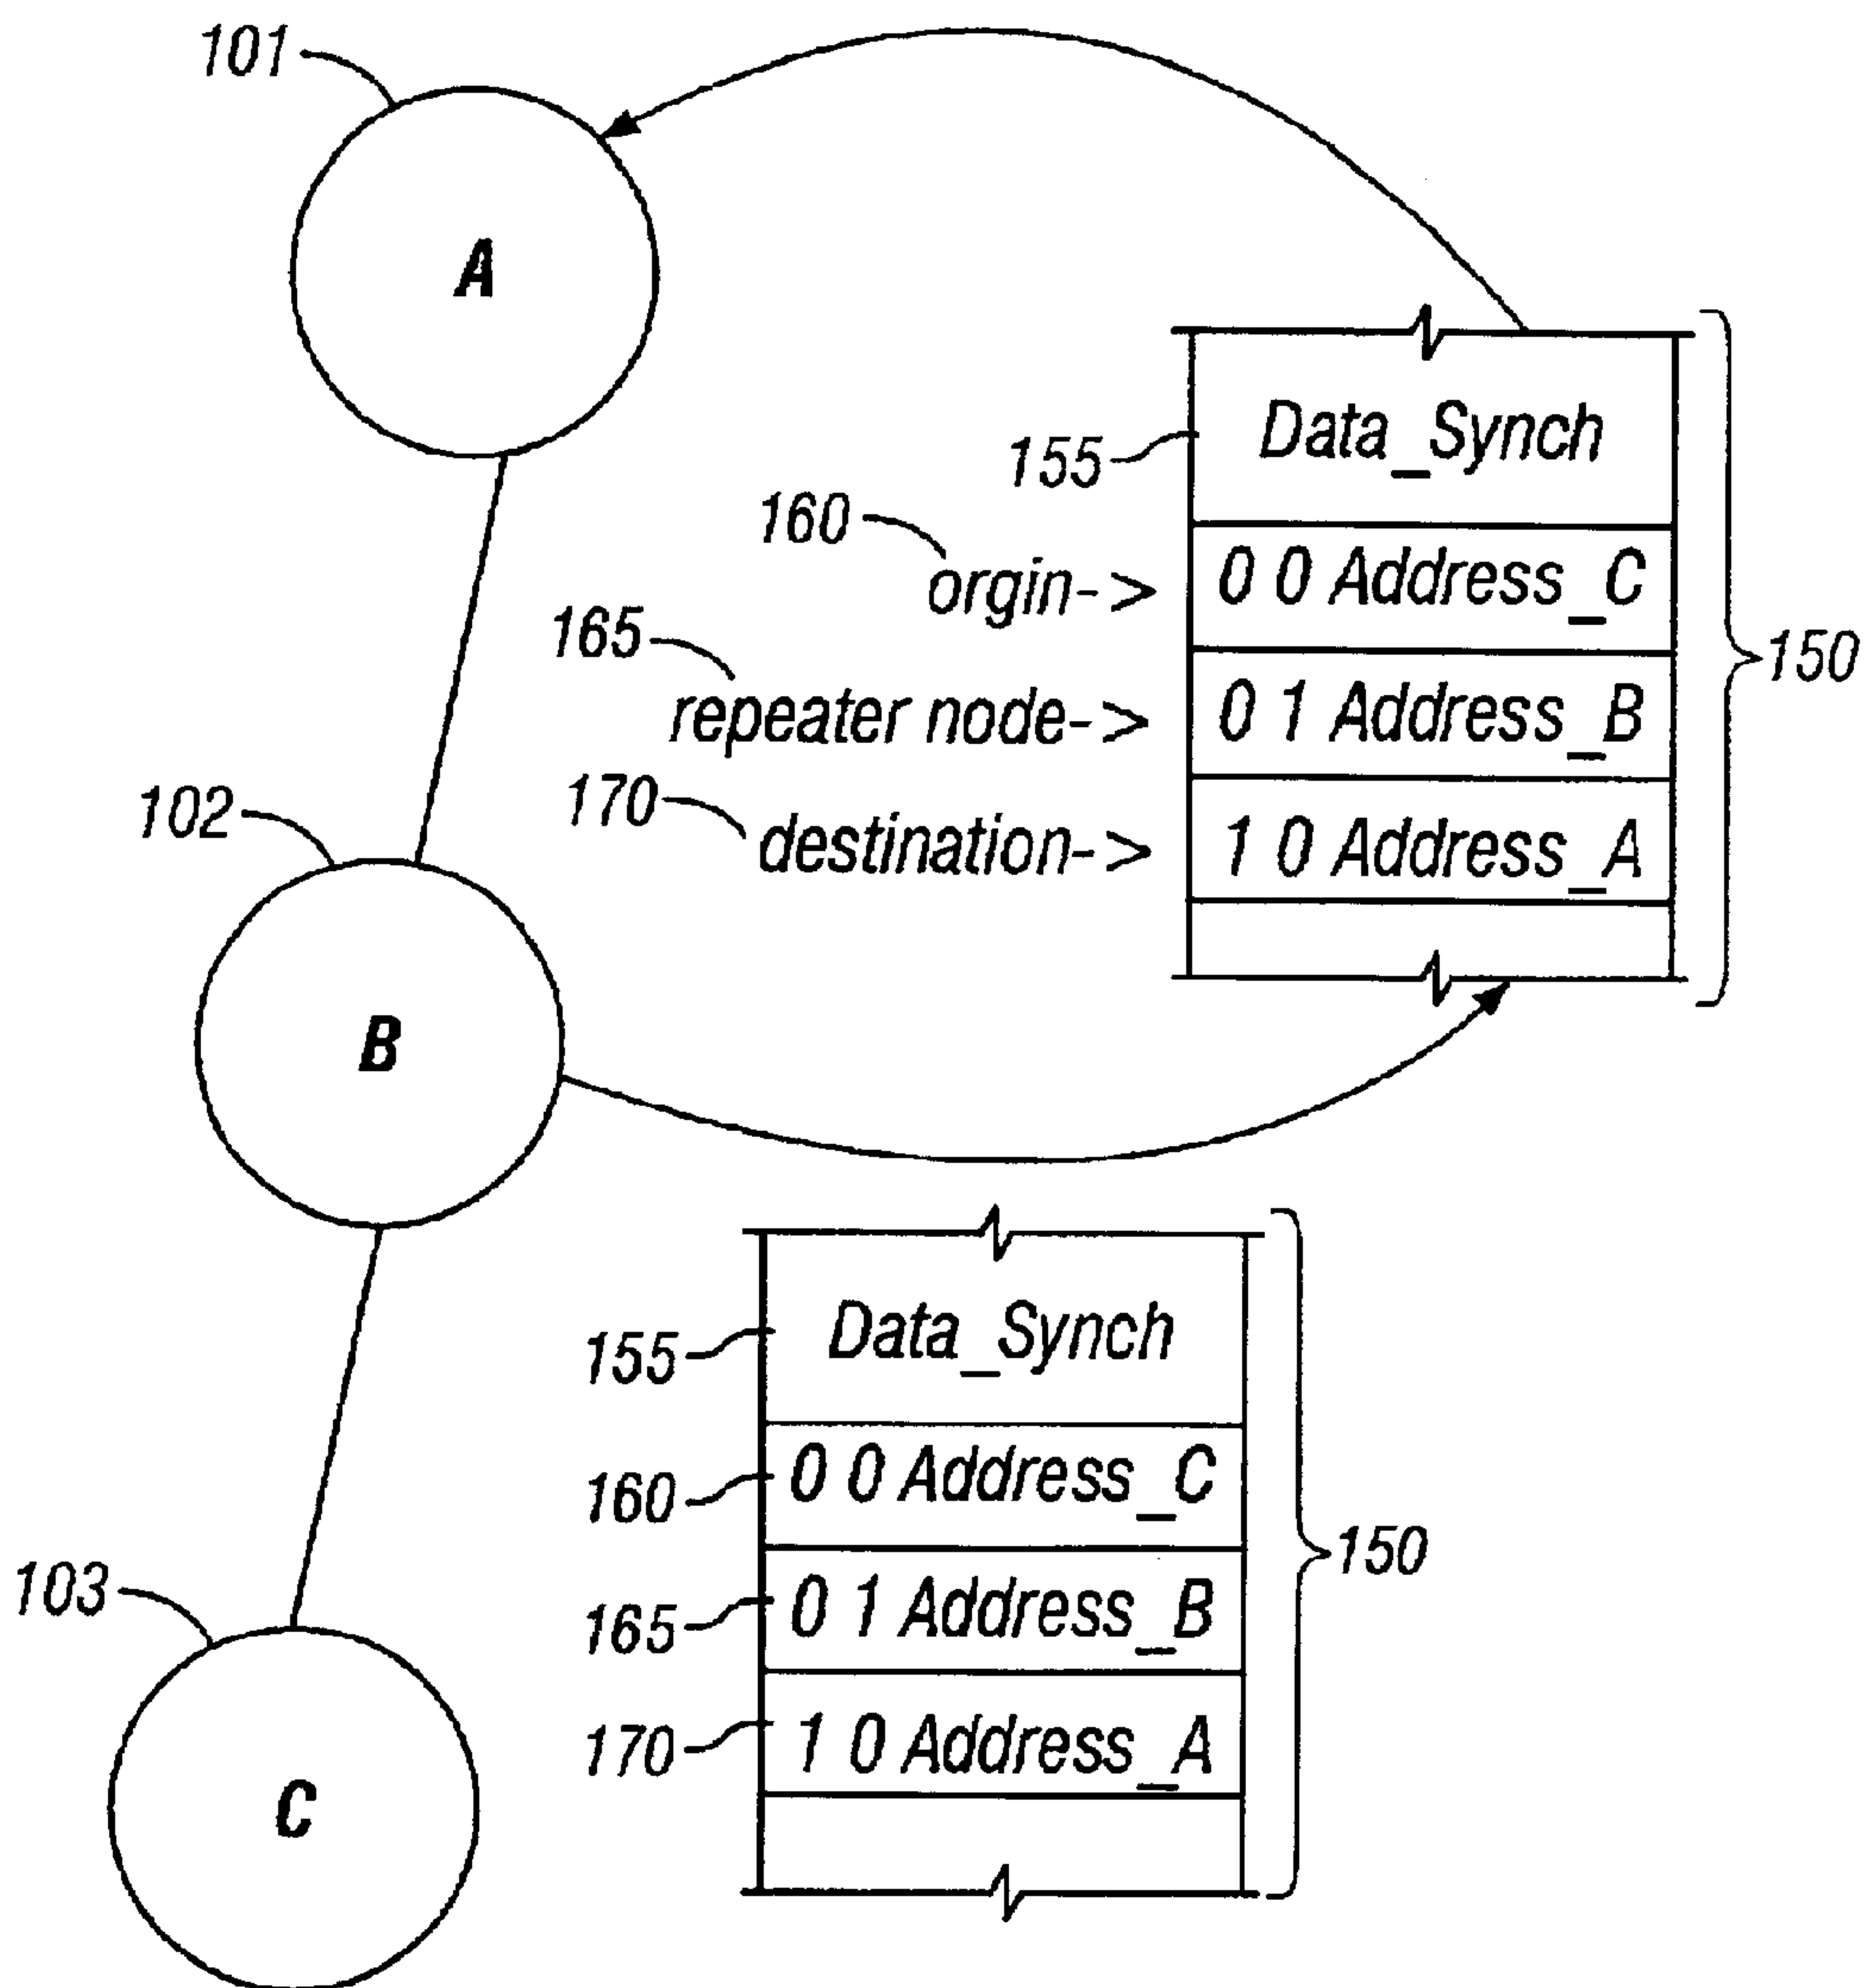 101
A
155
Data_Synch
160
orgin->
0 0 Address_C
165
repeater node->
0 1 Address_B
150
170
destination->
1 0 Address_A
102
B
155
Data_Synch
160
0 0 Address_C
165
0 1 Address_B
150
170
1 0 Address_A
103
C